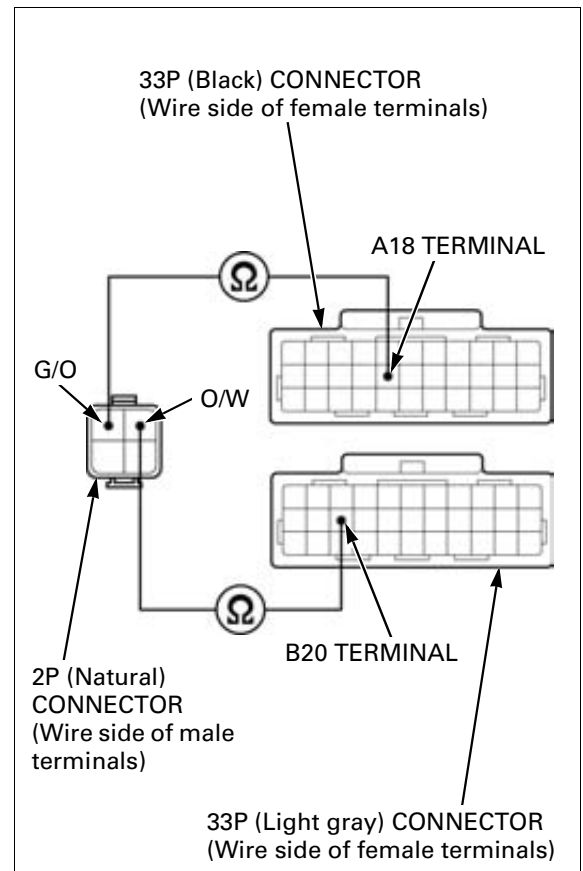 33P (Black) CONNECTOR
(Wire side of female terminals)
A18 TERMINAL
Ω
G/O
O/W
Ω
B20 TERMINAL
2P (Natural)
CONNECTOR
(Wire side of male
terminals)
33P (Light gray) CONNECTOR
(Wire side of female terminals)